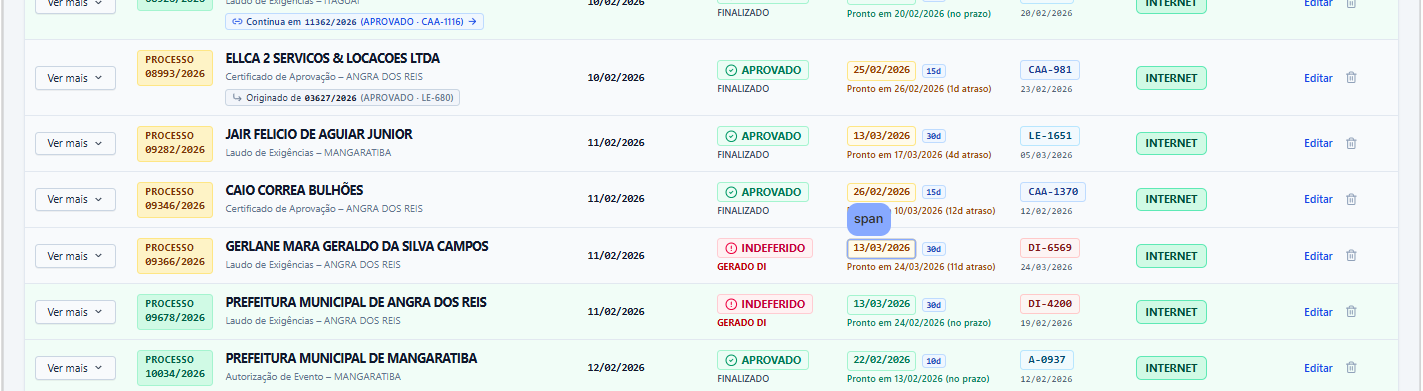 Ver mais
08926/2026
Laudo de Exigências – ITAGUAÍ
Continua em 11362/2026 (APROVADO · CAA-1116) →
10/02/2026
FINALIZADO
Pronto em 20/02/2026 (no prazo)
20/02/2026
INTERNET
Editar
Ver mais
PROCESSO
08993/2026
ELLCA 2 SERVICOS & LOCACOES LTDA
Certificado de Aprovação – ANGRA DOS REIS
Originado de 03627/2026 (APROVADO · LE-680)
10/02/2026
APROVADO
FINALIZADO
25/02/2026 15d
Pronto em 26/02/2026 (1d atraso)
CAA-981
23/02/2026
INTERNET
Editar
Ver mais
PROCESSO
09282/2026
JAIR FELICIO DE AGUIAR JUNIOR
Laudo de Exigências – MANGARATIBA
11/02/2026
APROVADO
FINALIZADO
13/03/2026 30d
Pronto em 17/03/2026 (4d atraso)
LE-1651
05/03/2026
INTERNET
Editar
Ver mais
PROCESSO
09346/2026
CAIO CORREA BULHÕES
Certificado de Aprovação – ANGRA DOS REIS
11/02/2026
APROVADO
FINALIZADO
26/02/2026 15d
10/03/2026 (12d atraso)
CAA-1370
12/02/2026
INTERNET
Editar
span
Ver mais
PROCESSO
09366/2026
GERLANE MARA GERALDO DA SILVA CAMPOS
Laudo de Exigências – ANGRA DOS REIS
11/02/2026
INDEFERIDO
GERADO DI
13/03/2026 30d
Pronto em 24/03/2026 (11d atraso)
DI-6569
24/03/2026
INTERNET
Editar
Ver mais
PROCESSO
09678/2026
PREFEITURA MUNICIPAL DE ANGRA DOS REIS
Laudo de Exigências – ANGRA DOS REIS
11/02/2026
INDEFERIDO
GERADO DI
13/03/2026 30d
Pronto em 24/02/2026 (no prazo)
DI-4200
19/02/2026
INTERNET
Editar
Ver mais
PROCESSO
10034/2026
PREFEITURA MUNICIPAL DE MANGARATIBA
Autorização de Evento – MANGARATIBA
12/02/2026
APROVADO
FINALIZADO
22/02/2026 10d
Pronto em 13/02/2026 (no prazo)
A-0937
12/02/2026
INTERNET
Editar